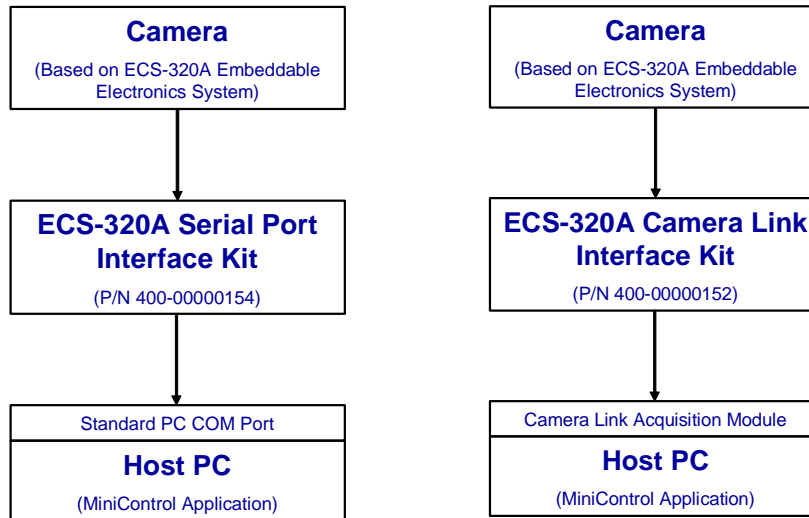 Camera
(Based on ECS-320A Embeddable
Electronics System)
ECS-320A Serial Port
Interface Kit
(P/N 400-00000154)
Standard PC COM Port
Host PC
(MiniControl Application)
Camera
(Based on ECS-320A Embeddable
Electronics System)
ECS-320A Camera Link
Interface Kit
(P/N 400-00000152)
Camera Link Acquisition Module
Host PC
(MiniControl Application)